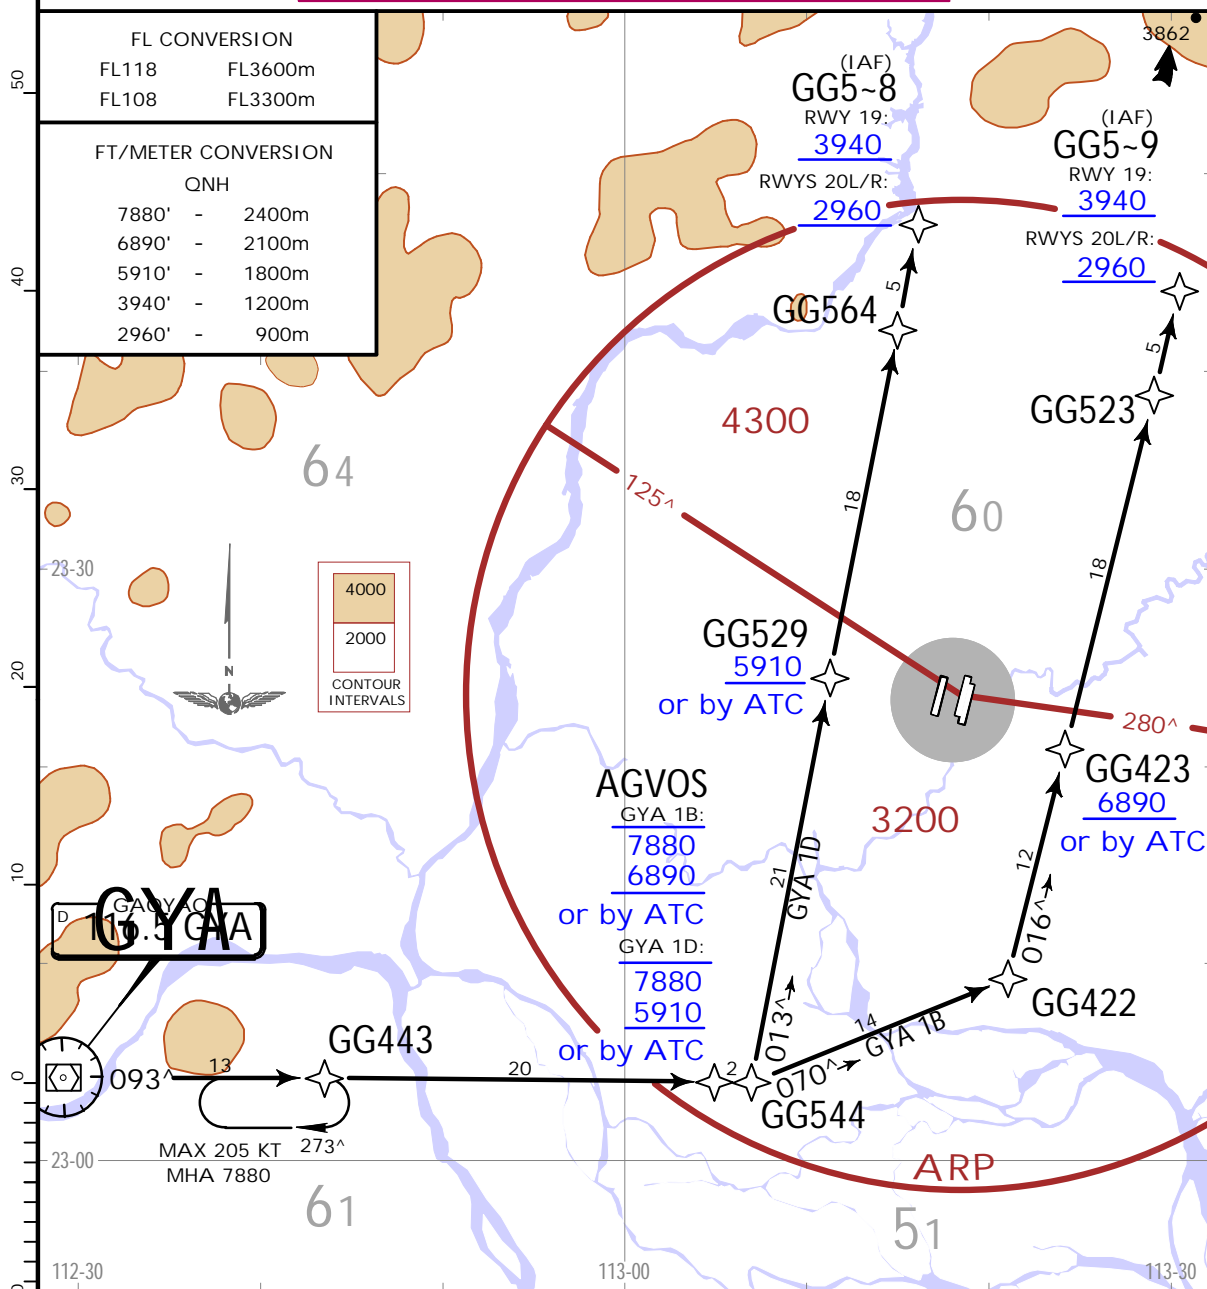 FL CONVERSION
FL118 FL3600m
FL108 FL3300m
FT/METER CONVERSION
QNH
7880' - 2400m
6890' - 2100m
5910' - 1800m
3940' - 1200m
2960' - 900m
50
40
30
20
10
0
3862
(IAF)
GG5~8
RWY 19:
3940
RWYS 20L/R:
2960
(IAF)
GG5~9
RWY 19:
3940
RWYS 20L/R:
2960
5
GG564
5
GG523
4300
64
125^
18
60
18
23-30
4000
2000
CONTOUR
INTERVALS
N
GG529
5910
or by ATC
280^
GG423
6890
or by ATC
AGVOS
GYA 1B:
7880
6890
or by ATC
GYA 1D:
7880
5910
or by ATC
3200
21
GYA 1D
12
016^
013^
GYA
GAOYAO
D 116.5 GYA
GG422
14
GYA 1B
070^
GG443
093^
13
20
2
GG544
MAX 205 KT
MHA 7880
273^
23-00
ARP
61
51
112-30
113-00
113-30